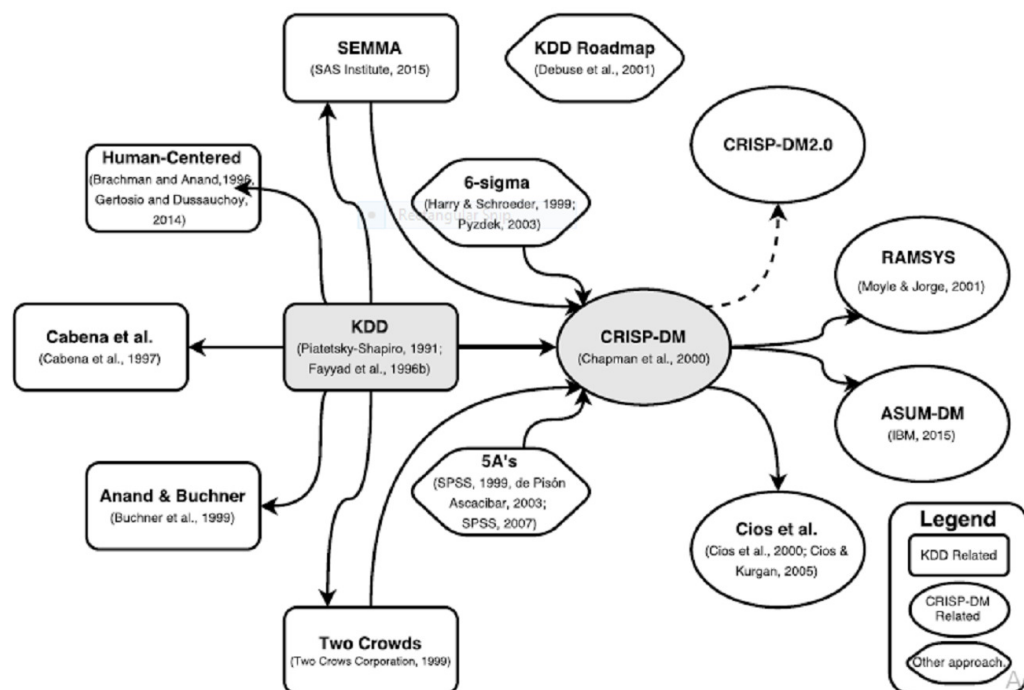 SEMMA
(SAS Institute, 2015)
KDD Roadmap
(Debuse et al., 2001)
CRISP-DM2.0
Human-Centered
(Brachman and Anand,1996,
Gertosio and Dussauchoy,
2014)
6-sigma
(Harry & Schroeder, 1999;
Pyzdek, 2003)
Rectangular Snip
RAMSYS
(Moyle & Jorge, 2001)
Cabena et al.
(Cabena et al., 1997)
KDD
(Piatetsky-Shapiro, 1991;
Fayyad et al., 1996b)
CRISP-DM
(Chapman et al., 2000)
ASUM-DM
(IBM, 2015)
Anand & Buchner
(Buchner et al., 1999)
5A's
(SPSS, 1999, de Pisón
Ascacibar, 2003;
SPSS, 2007)
Cios et al.
(Cios et al., 2000; Cios &
Kurgan, 2005)
Two Crowds
(Two Crows Corporation, 1999)
Legend
KDD Related
CRISP-DM
Related
Other approach.
A